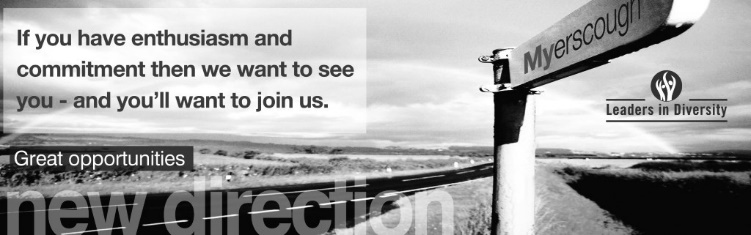 If you have enthusiasm and
commitment then we want to see
you - and you'll want to join us.
Myerscough
Leaders in Diversity
Great opportunities
new direction